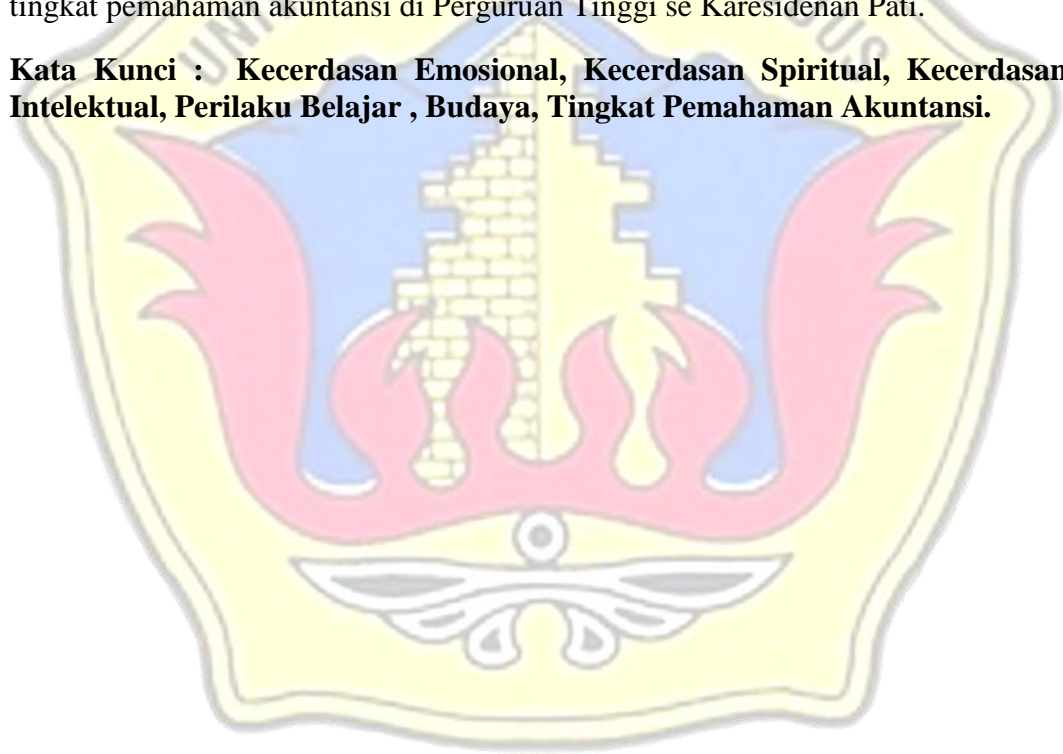 tingkat pemahaman akuntansi di Perguruan Tinggi se Karesidenan Pati.
Kata Kunci : Kecerdasan Emosional, Kecerdasan Spiritual, Kecerdasan
Intelektual, Perilaku Belajar , Budaya, Tingkat Pemahaman Akuntansi.